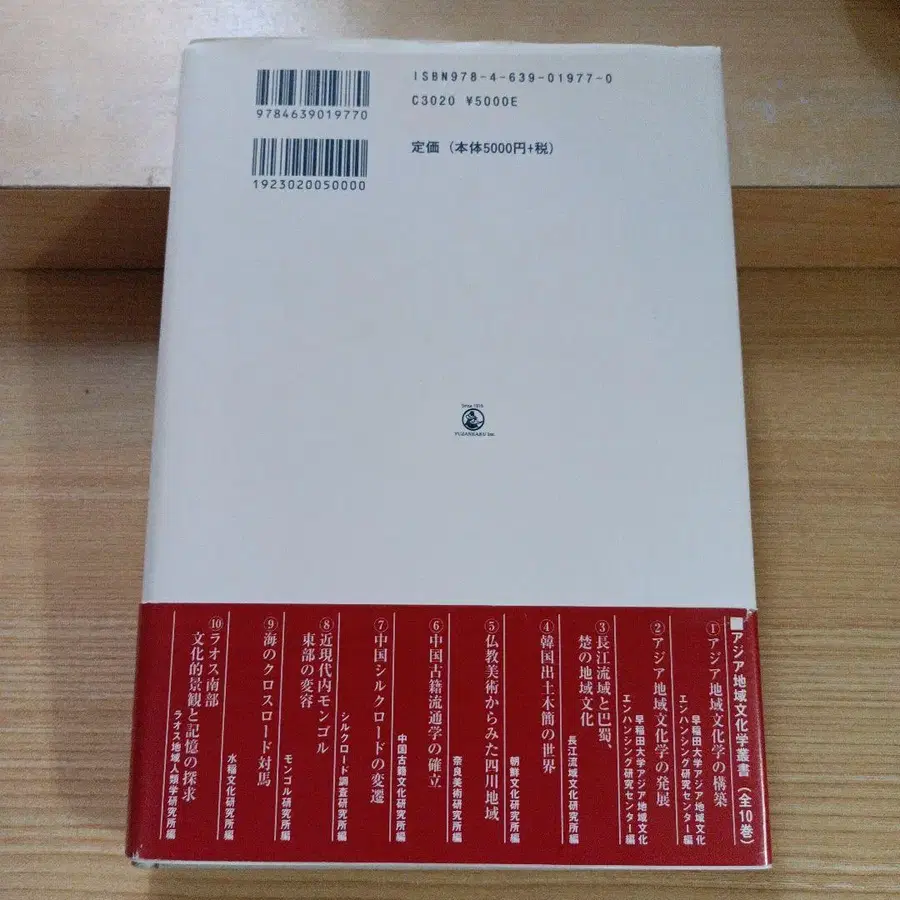 ISBN978-4-639-01977-0
C3020 ¥5000E
9784639019770
定価（本体5000円+税）
1923020050000
YUZANKAKU Inc.
■アジア地域文化学叢書（全10巻）
①アジア地域文化学の構築
早稲田大学アジア地域文化
エンハンシング研究センター編
②アジア地域文化学の発展
早稲田大学アジア地域文化
エンハンシング研究センター編
③長江流域と巴蜀、
楚の地域文化
長江流域文化研究所編
④韓国出土木簡の世界
朝鮮文化研究所編
⑤仏教美術からみた四川地域
奈良美術研究所編
⑥中国古籍流通学の確立
中国古籍文化研究所編
⑦中国シルクロードの変遷
シルクロード調査研究所編
⑧近現代内モンゴル
東部の変容
モンゴル研究所編
⑨海のクロスロード対馬
水稲文化研究所編
⑩ラオス南部
文化的景観と記憶の探求
ラオス地域人類学研究所編